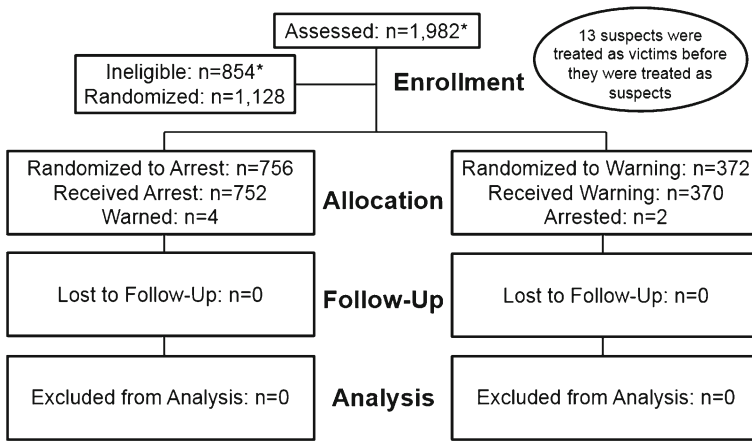 Assessed: n=1,982*
13 suspects were
treated as victims before
they were treated as
suspects
Ineligible: n=854*
Randomized: n=1,128
Enrollment
Randomized to Arrest: n=756
Received Arrest: n=752
Warned: n=4
Allocation
Randomized to Warning: n=372
Received Warning: n=370
Arrested: n=2
Lost to Follow-Up: n=0
Follow-Up
Lost to Follow-Up: n=0
Excluded from Analysis: n=0
Analysis
Excluded from Analysis: n=0